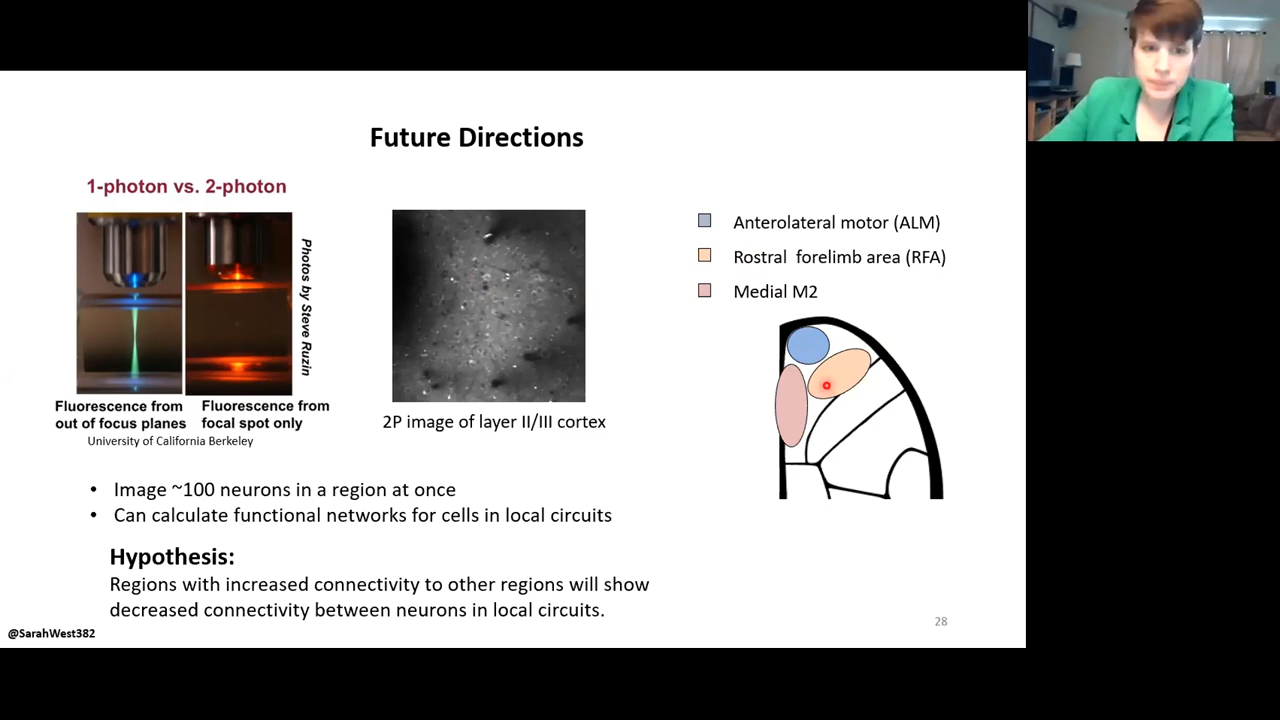 Future Directions
1-photon vs. 2-photon
Photos by Steve Ruzin
Fluorescence from
out of focus planes
Fluorescence from
focal spot only
University of California Berkeley
2P image of layer II/III cortex
Anterolateral motor (ALM)
Rostral  forelimb area (RFA)
Medial M2
• Image ~100 neurons in a region at once
• Can calculate functional networks for cells in local circuits
Hypothesis:
Regions with increased connectivity to other regions will show
decreased connectivity between neurons in local circuits.
@SarahWest382
28